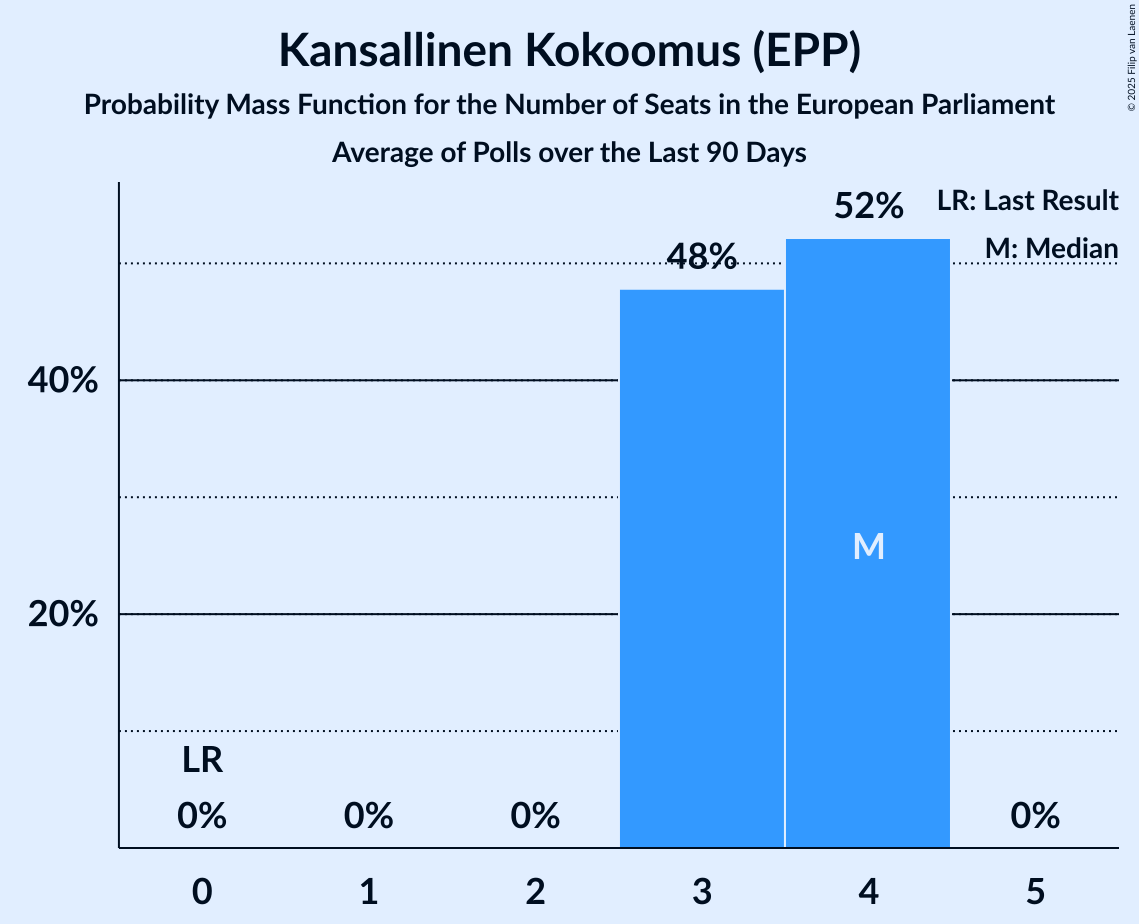 Kansallinen Kokoomus (EPP)
Probability Mass Function for the Number of Seats in the European Parliament
Average of Polls over the Last 90 Days
© 2025 Filip van Laenen
LR: Last Result
M: Median
52%
48%
40%
M
20%
LR
0%
0%
0%
0%
0
1
2
3
4
5